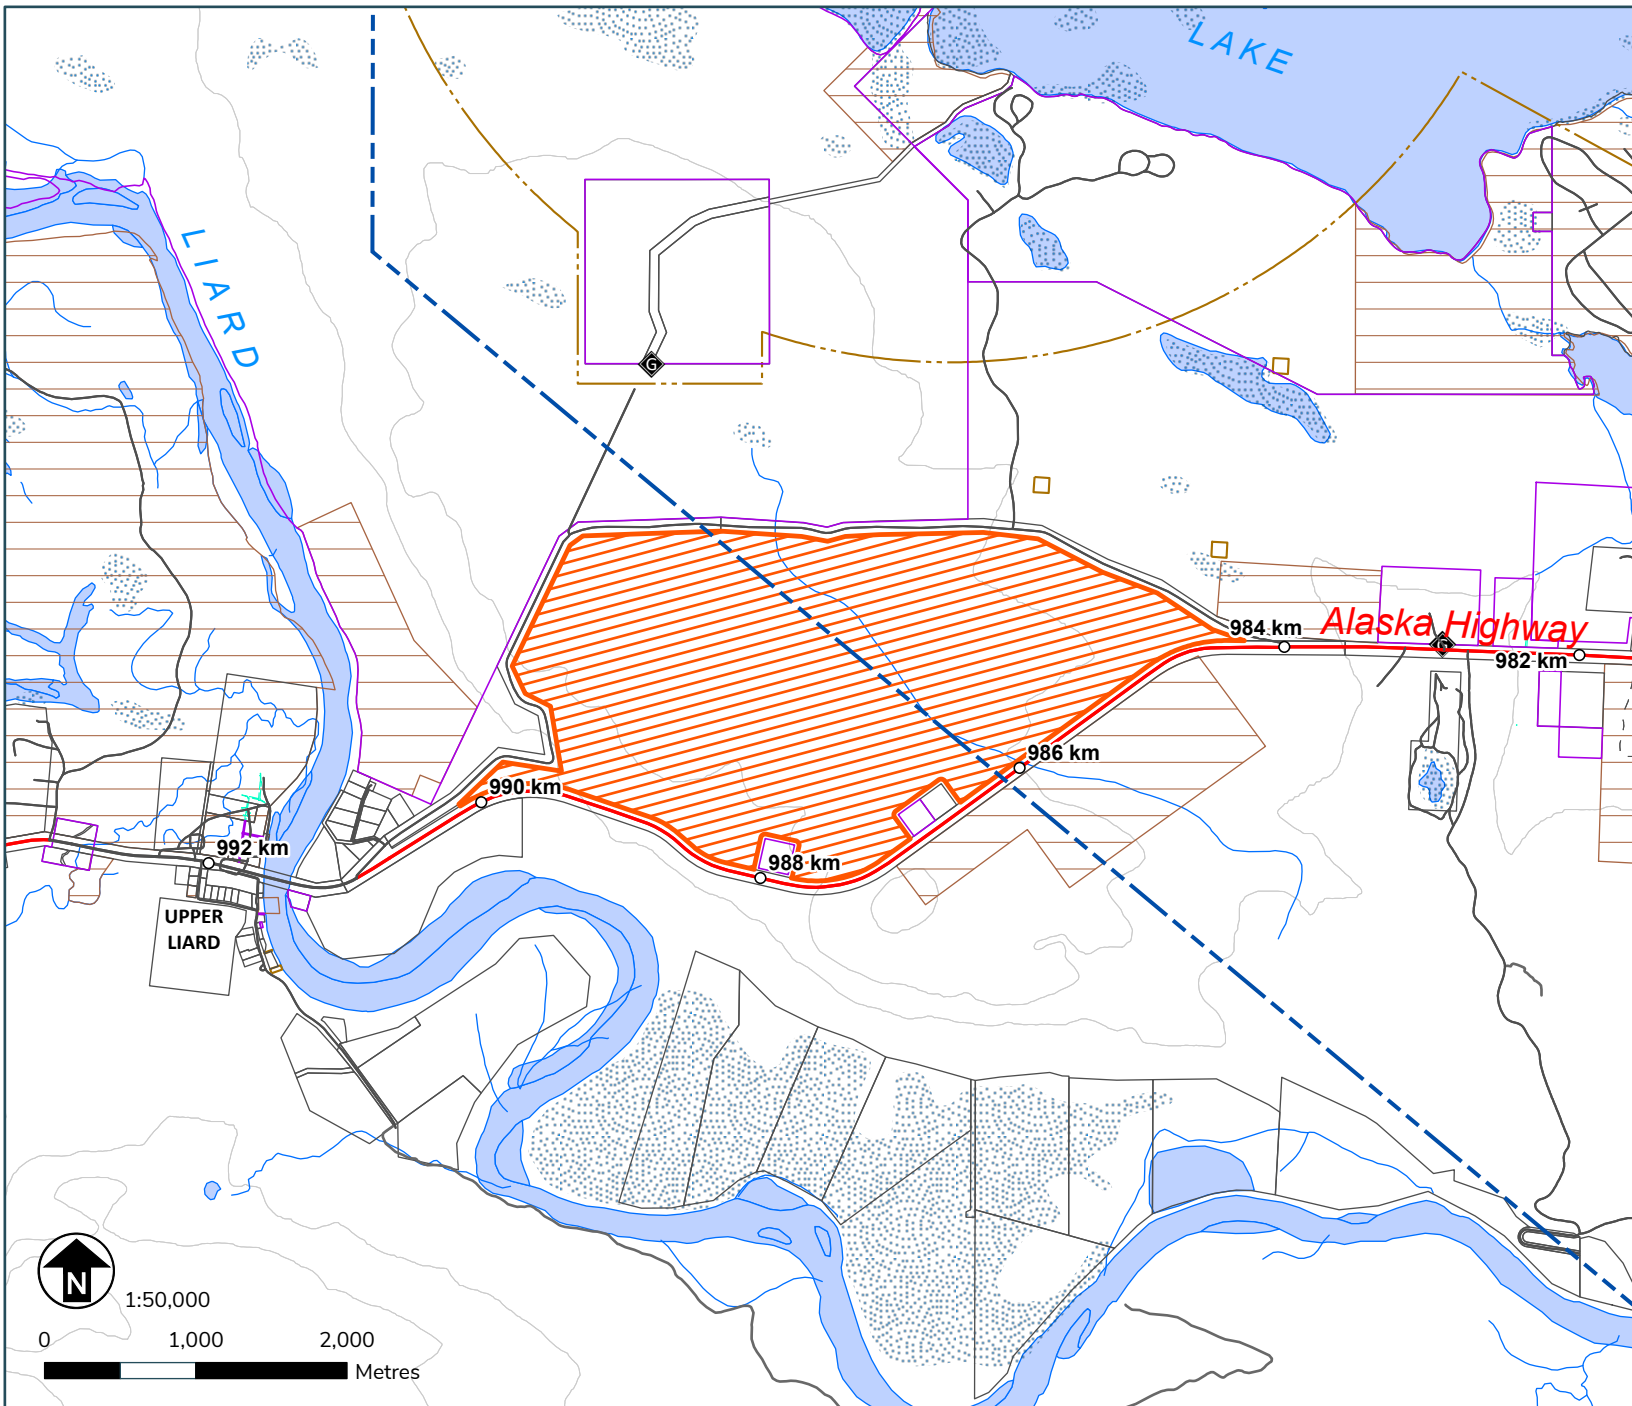 LAKE
LIARD
G
984 km
Alaska Highway
G
982 km
986 km
990 km
988 km
992 km
UPPER
LIARD
N
1:50,000
0 1,000 2,000
Metres